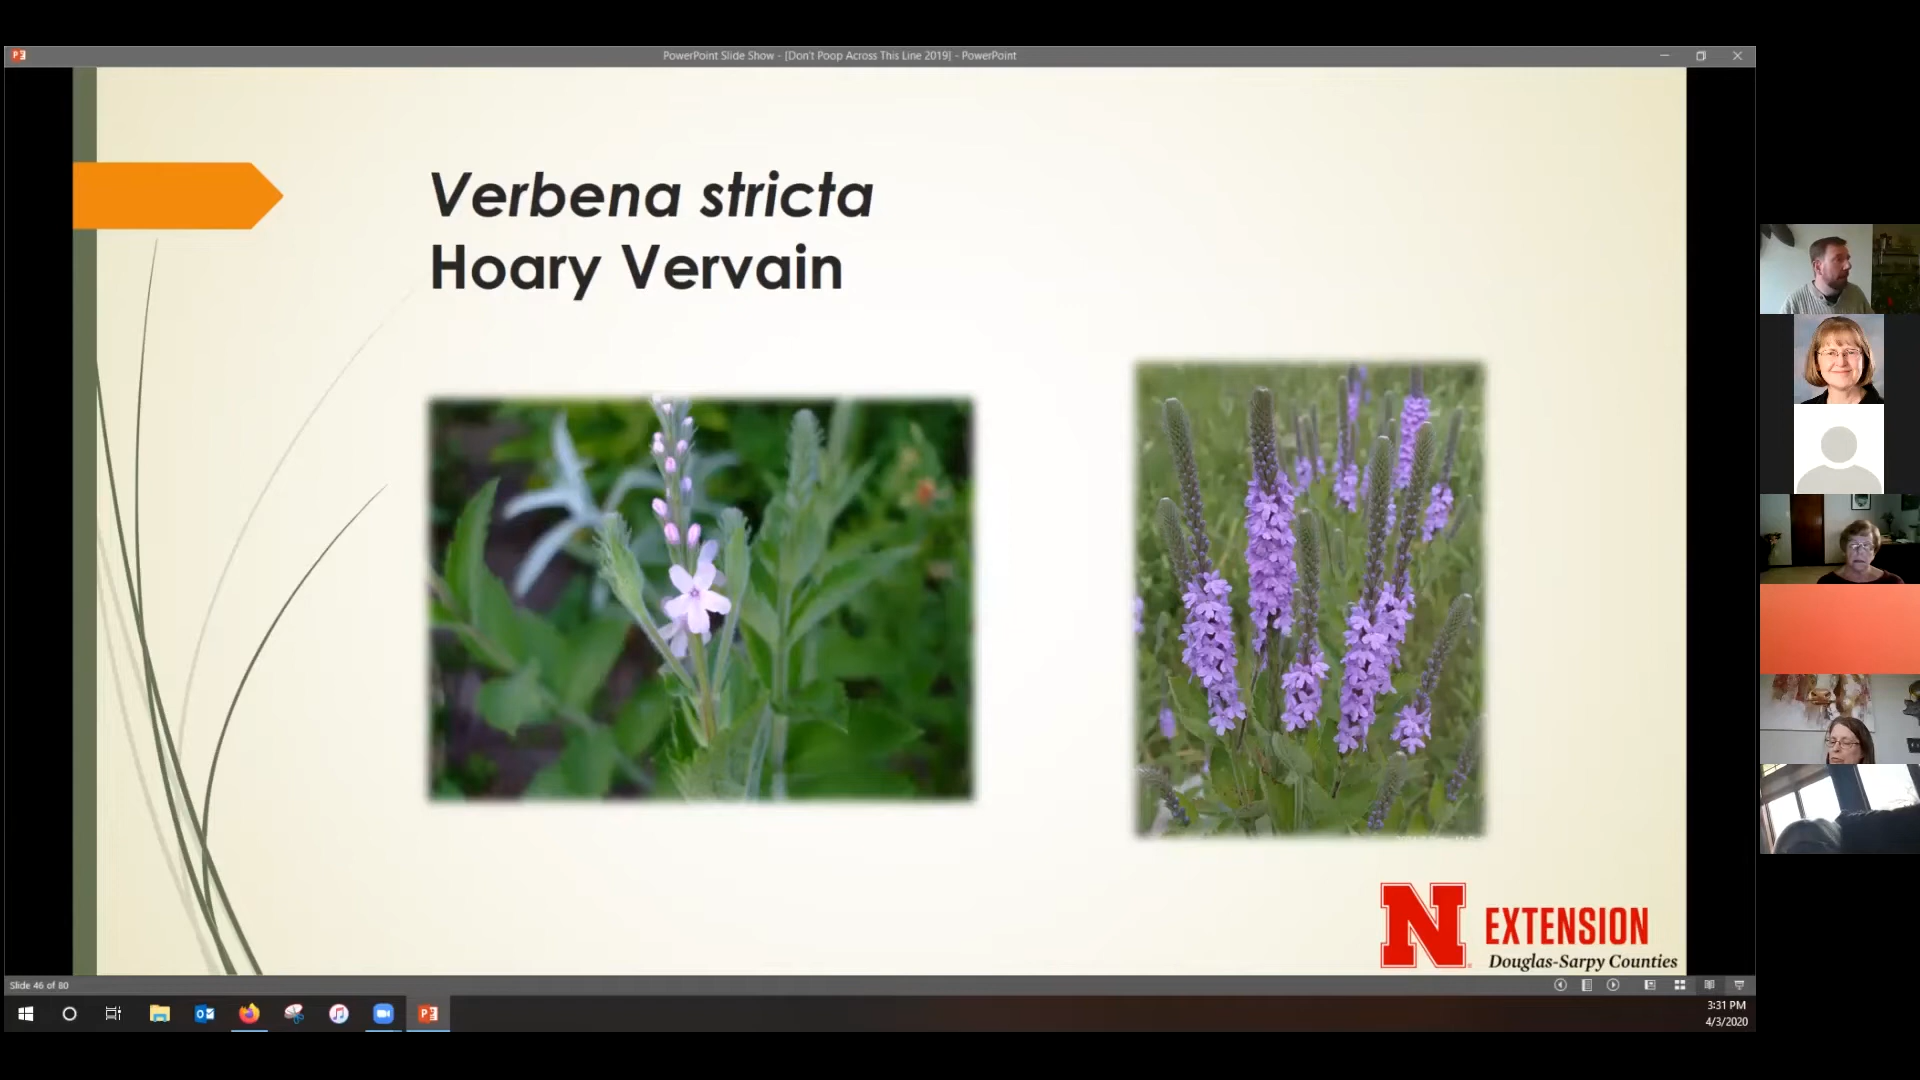 PowerPoint Slide Show - [Don't Poop Across This Line 2019] - PowerPoint
Verbena stricta
Hoary Vervain
N EXTENSION
Douglas-Sarpy Counties
Slide 46 of 80
3:31 PM
4/3/2020